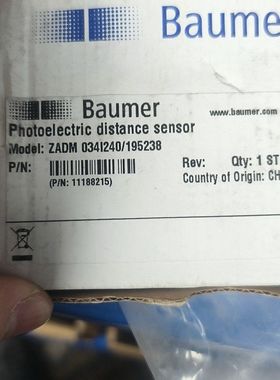 Baumer
www.baumer.com
Photoelectric distance sensor
Model: ZADM 034I240/195238
P/N:
Rev: Qty: 1 ST
(P/N: 11188215)
Country of Origin: CH